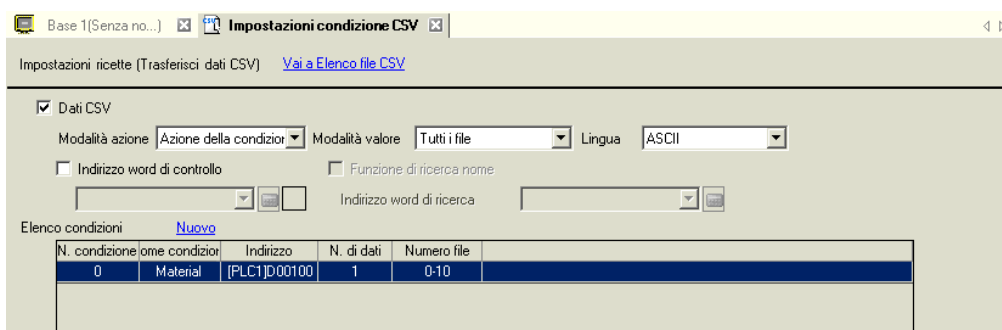 Base 1(Senza no...) Impostazioni condizione CSV
Impostazioni ricette (Trasferisci dati CSV) Vai a Elenco file CSV
Dati CSV
Modalità azione Azione della condizior Modalità valore Tutti i file Lingua ASCII
Indirizzo word di controllo Funzione di ricerca nome
Indirizzo word di ricerca
Elenco condizioni Nuovo
N. condizione ome condizior Indirizzo N. di dati Numero file
0 Material [PLC1]D00100 1 0-10